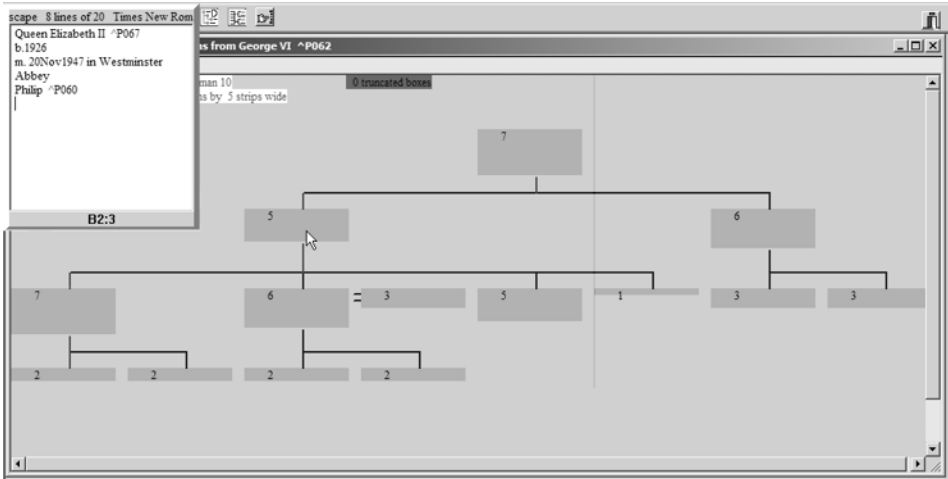 scape 8 lines of 20 Times New Rom
Queen Elizabeth II ^P067
b.1926
m. 20Nov1947 in Westminster
Abbey
Philip ^P060
B2:3
from George VI ^P062
man 10
0 truncated boxes
by 5 strips wide
7
5
6
7
6
=
3
5
1
3
3
2
2
2
2